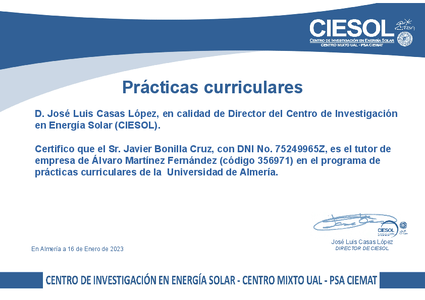 CIESOL
CENTRO DE INVESTIGACIÓN EN ENERGÍA SOLAR
CENTRO MIXTO UAL - PSA CIEMAT
Prácticas curriculares
D. José Luis Casas López, en calidad de Director del Centro de Investigación
en Energía Solar (CIESOL).
Certifico que el Sr. Javier Bonilla Cruz, con DNI No. 75249965Z, es el tutor de
empresa de Álvaro Martínez Fernández (código 356971) en el programa de
prácticas curriculares de la Universidad de Almería.
CIESOL
José Luis Casas López
DIRECTOR DE CIESOL
En Almería a 16 de Enero de 2023
CENTRO DE INVESTIGACIÓN EN ENERGÍA SOLAR - CENTRO MIXTO UAL - PSA CIEMAT